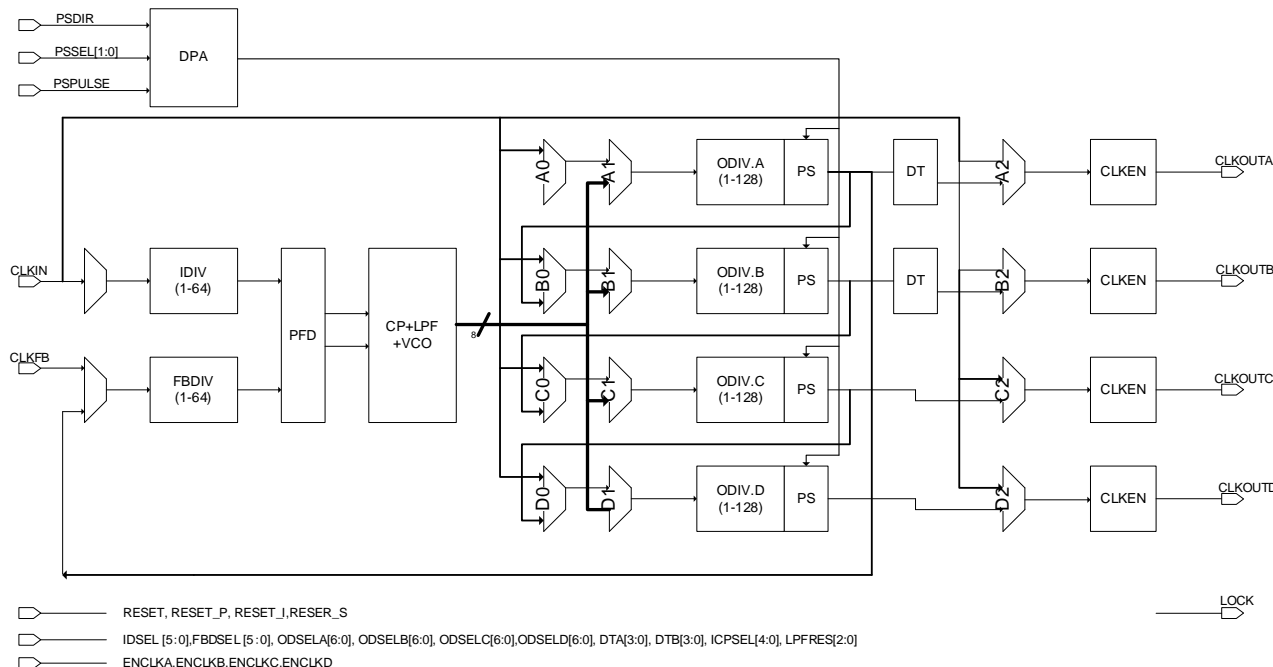 PSDIR
PSSEL[1:0]
PSPULSE
DPA
A0
A1
ODIV.A
(1-128)
PS
DT
A2
CLKEN
CLKOUTA
CLKIN
IDIV
(1-64)
B0
B1
ODIV.B
(1-128)
PS
DT
B2
CLKEN
CLKOUTB
PFD
CP+LPF
+VCO
8
CLKFB
FBDIV
(1-64)
C0
C1
ODIV.C
(1-128)
PS
C2
CLKEN
CLKOUTC
D0
D1
ODIV.D
(1-128)
PS
D2
CLKEN
CLKOUTD
RESET, RESET_P, RESET_I,RESER_S
LOCK
IDSEL [5:0],FBDSEL [5:0], ODSELA[6:0], ODSELB[6:0], ODSELC[6:0],ODSELD[6:0], DTA[3:0], DTB[3:0], ICPSEL[4:0], LPFRES[2:0]
ENCLKA,ENCLKB,ENCLKC,ENCLKD